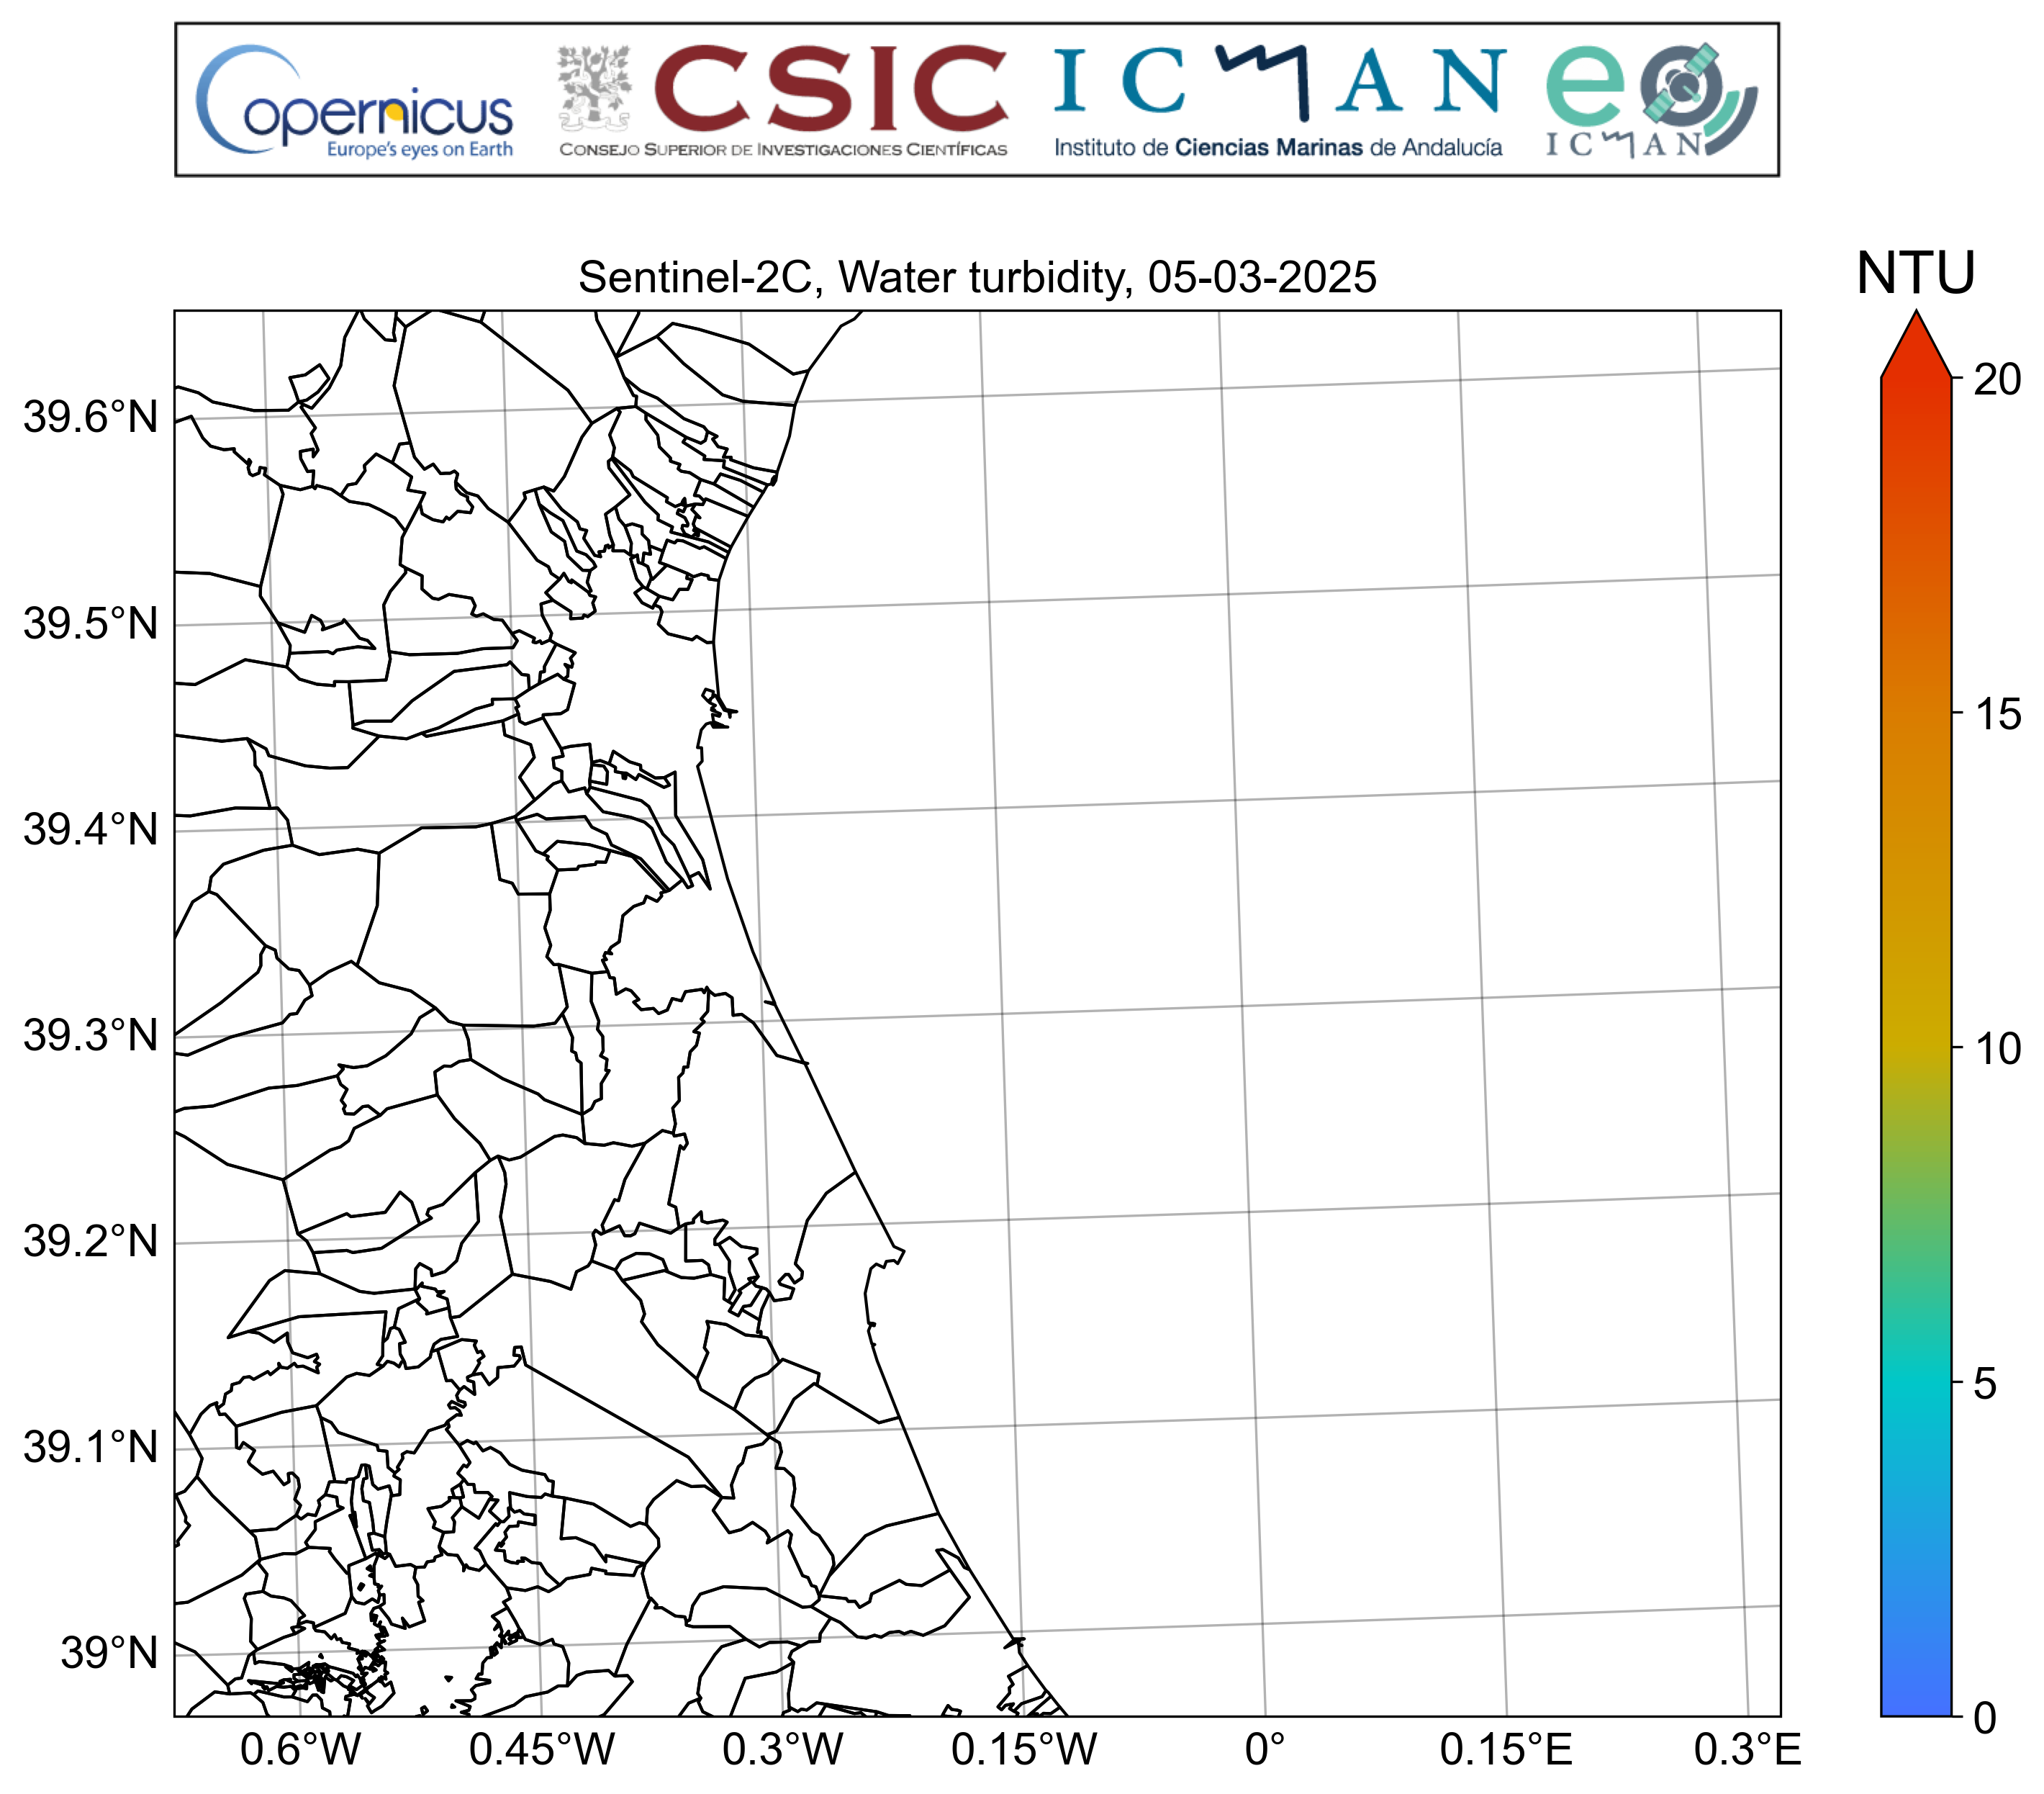 Copernicus
Europe's eyes on Earth
CSIC
CONSEJO SUPERIOR DE INVESTIGACIONES CIENTÍFICAS
ICMAN
Instituto de Ciencias Marinas de Andalucía
eo
ICMAN
Sentinel-2C, Water turbidity, 05-03-2025
NTU
39.6°N
39.5°N
39.4°N
39.3°N
39.2°N
39.1°N
39°N
0.6°W 0.45°W 0.3°W 0.15°W 0° 0.15°E 0.3°E
20
15
10
5
0